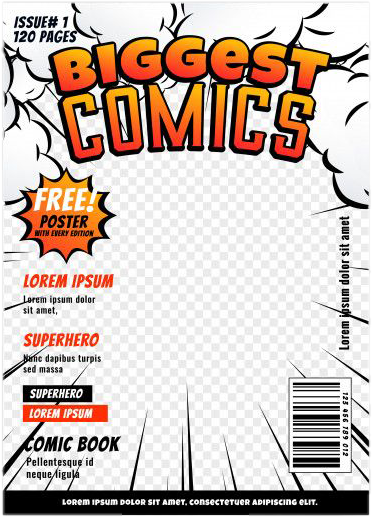 ISSUE# 1
120 PAGES
BIGGEST
COMICS
FREE!
POSTER
WITH EVERY EDITION
LOREM IPSUM
Lorem ipsum dolor
sit amet,
SUPERHERO
Nunc dapibus turpis
sed massa
SUPERHERO
LOREM IPSUM
COMIC BOOK
Pellentesque id
neque ligula
Lorem ipsum dolor sit amet
123 456 789 012
LOREM IPSUM DOLOR SIT AMET, CONSECTETUER ADIPISCING ELIT.